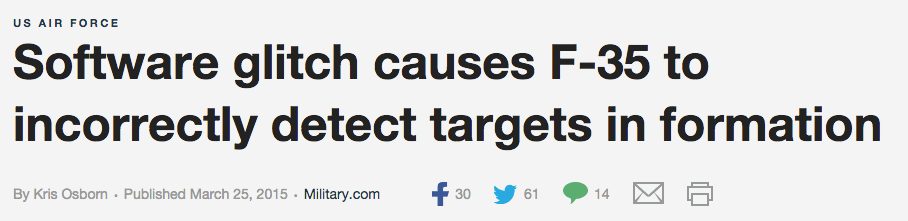 US AIR FORCE
Software glitch causes F-35 to
incorrectly detect targets in formation
By Kris Osborn · Published March 25, 2015 · Military.com 30 61 14